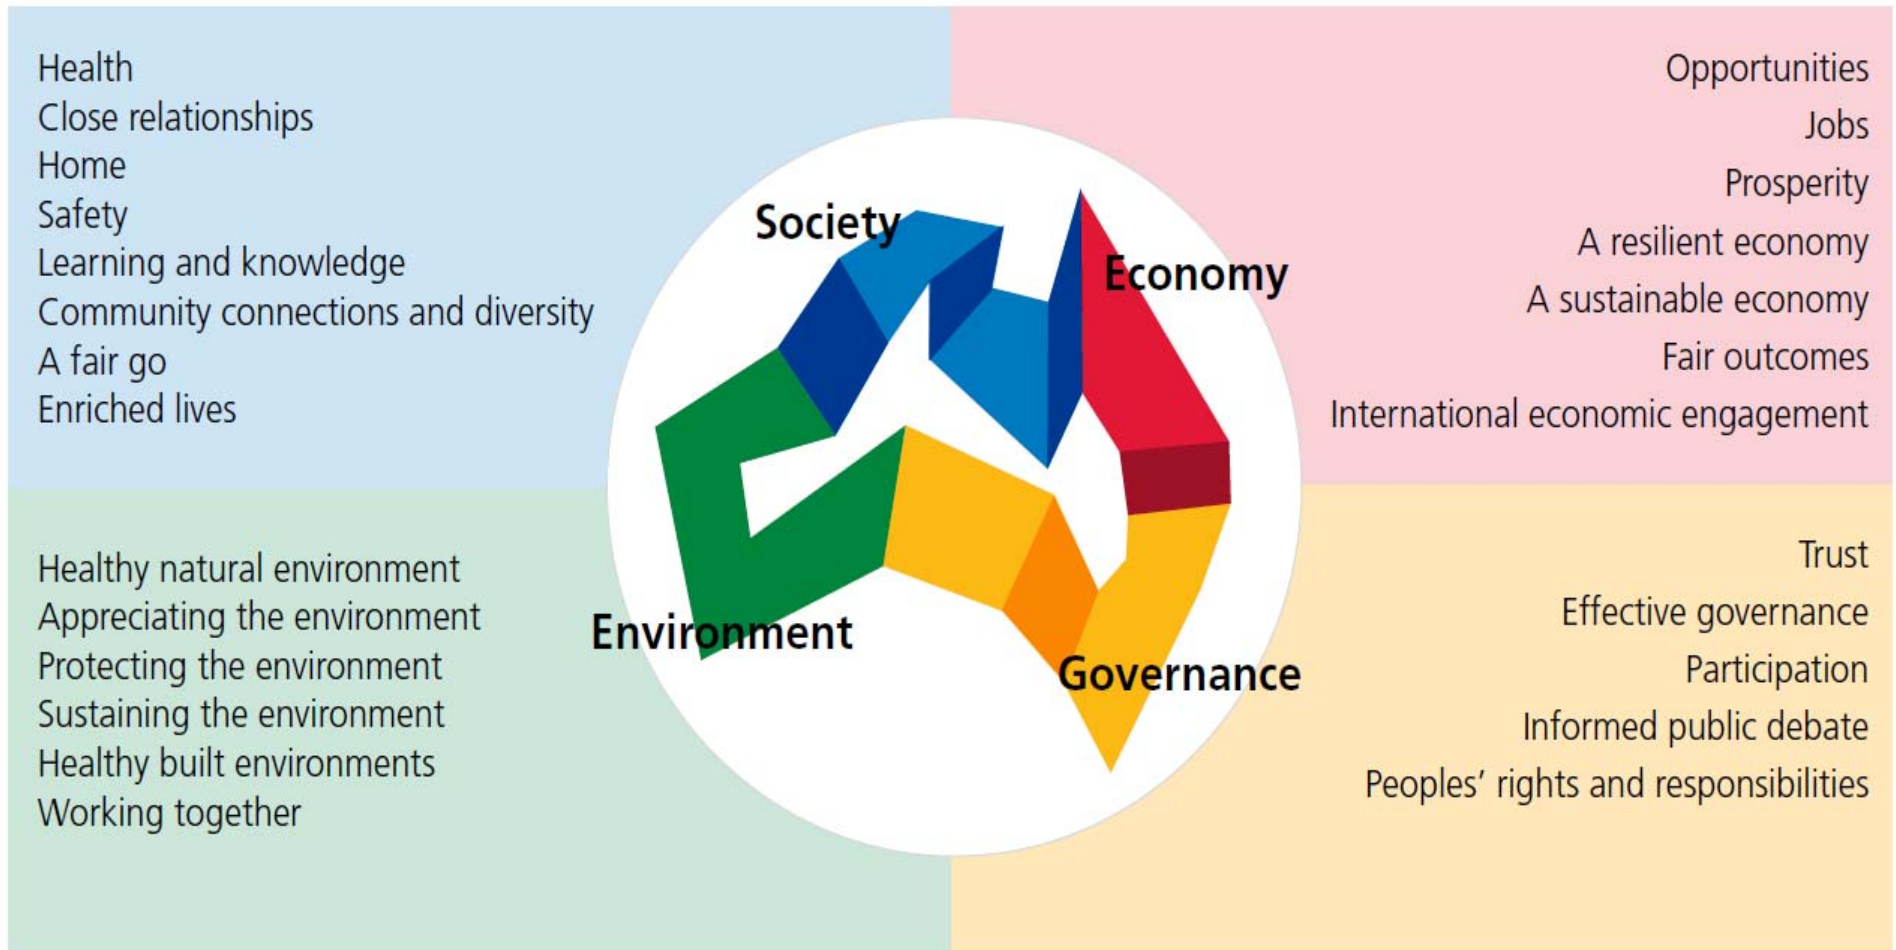 Health
Close relationships
Home
Safety
Learning and knowledge
Community connections and diversity
A fair go
Enriched lives
Opportunities
Jobs
Prosperity
A resilient economy
A sustainable economy
Fair outcomes
International economic engagement
Society
Economy
Environment
Governance
Healthy natural environment
Appreciating the environment
Protecting the environment
Sustaining the environment
Healthy built environments
Working together
Trust
Effective governance
Participation
Informed public debate
Peoples’ rights and responsibilities